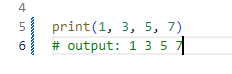 4
5 print(1, 3, 5, 7)
6 # output: 1 3 5 7